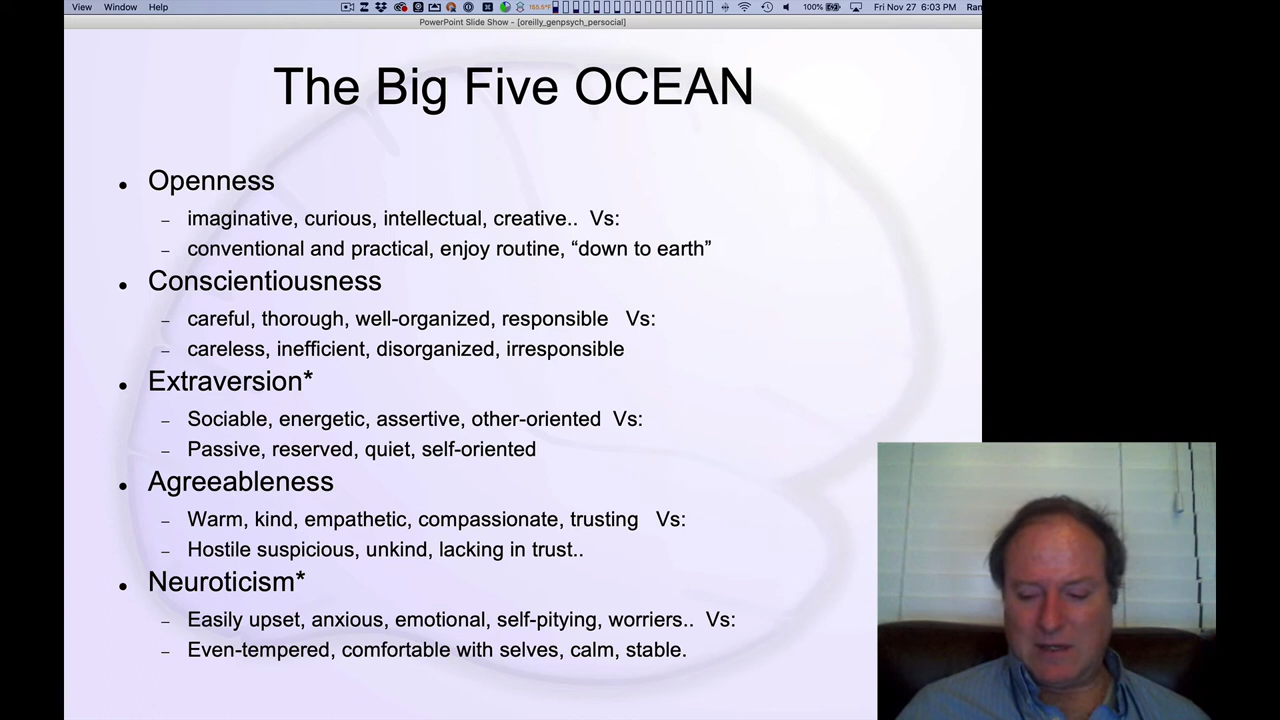 View Window Help 155.5°F 100% Fri Nov 27 6:03 PM Ran
PowerPoint Slide Show - [oreilly_genpsych_persocial]
The Big Five OCEAN
• Openness
– imaginative, curious, intellectual, creative.. Vs:
– conventional and practical, enjoy routine, “down to earth”
• Conscientiousness
– careful, thorough, well-organized, responsible Vs:
– careless, inefficient, disorganized, irresponsible
• Extraversion*
– Sociable, energetic, assertive, other-oriented Vs:
– Passive, reserved, quiet, self-oriented
• Agreeableness
– Warm, kind, empathetic, compassionate, trusting Vs:
– Hostile suspicious, unkind, lacking in trust..
• Neuroticism*
– Easily upset, anxious, emotional, self-pitying, worriers.. Vs:
– Even-tempered, comfortable with selves, calm, stable.